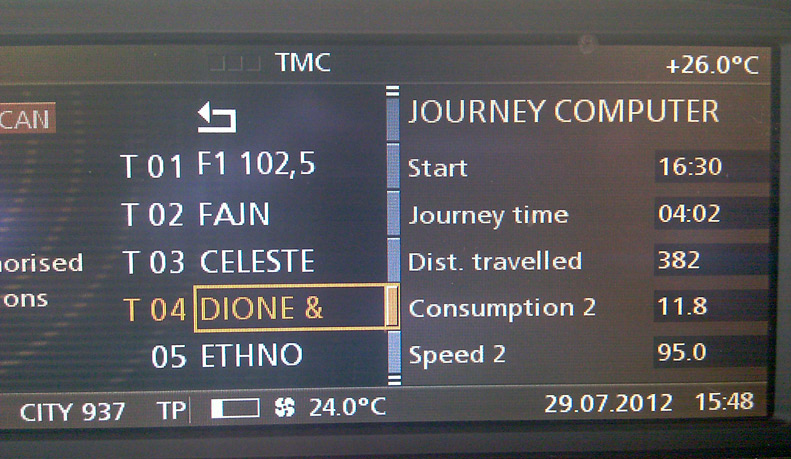 TMC +26.0°C
CAN
JOURNEY COMPUTER
T 01 F1 102,5
Start 16:30
T 02 FAJN
Journey time 04:02
orised
T 03 CELESTE
Dist. travelled 382
ons
T 04 DIONE &
Consumption 2 11.8
05 ETHNO
Speed 2 95.0
CITY 937 TP 24.0°C 29.07.2012 15:48